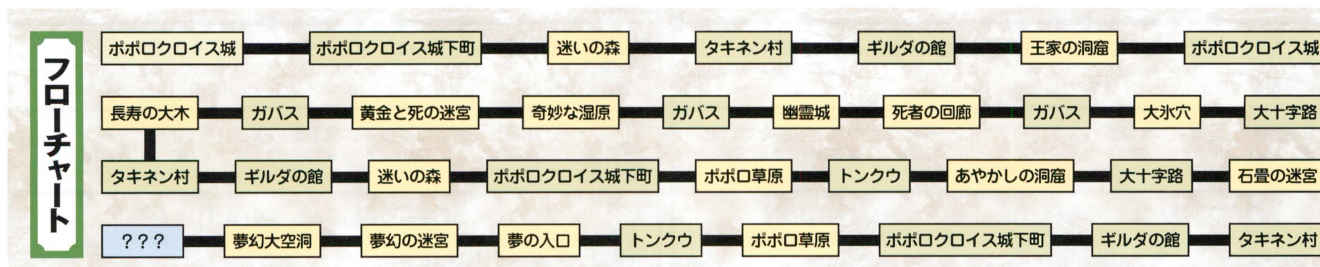 フローチャート
ポポロクロイス城 ポポロクロイス城下町 迷いの森 タキネン村 ギルダの館 王家の洞窟 ポポロクロイス城
長寿の大木 ガバス 黄金と死の迷宮 奇妙な湿原 ガバス 幽霊城 死者の回廊 ガバス 大氷穴 大十字路
タキネン村 ギルダの館 迷いの森 ポポロクロイス城下町 ポポロ草原 トンクウ あやかしの洞窟 大十字路 石畳の迷宮
??? 夢幻大空洞 夢幻の迷宮 夢の入口 トンクウ ポポロ草原 ポポロクロイス城下町 ギルダの館 タキネン村